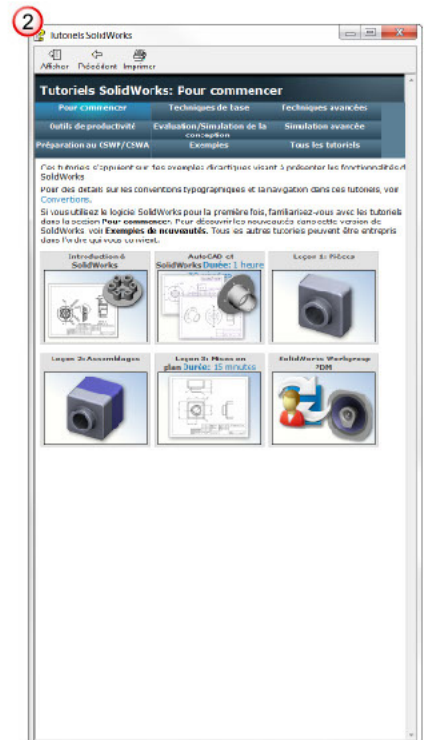 2
Tutoriels SolidWorks
Afficher Précédent Imprimer
Tutoriels SolidWorks: Pour commencer
Pour commencer Techniques de base Techniques avancées
Outils de productivité Evaluation/Simulation de la conception Simulation avancée
Préparation au CSWP/CSWA Exemples Tous les tutoriels
Ces tutoriels s'appuient sur des exemples didactiques visant à présenter les fonctionnalités d
SolidWorks
Pour des détails sur les conventions typographiques et la navigation dans ces tutoriels, voir
Conventions.
Si vous utilisez le logiciel SolidWorks pour la première fois, familiarisez-vous avec les tutoriels
dans la section Pour commencer. Pour découvrir les nouveautés dans cette version de
SolidWorks voir Exemples de nouveautés. Tous les autres tutoriels peuvent être entrepris
dans l'ordre qui vous convient.
Introduction à
SolidWorks
AutoCAD et
SolidWorks Durée: 1 heure
Leçon 1: Pièces
Leçon 2: Assemblages
Leçon 3: Mises en
plan Durée: 15 minutes
SolidWorks Workgroup
PDM